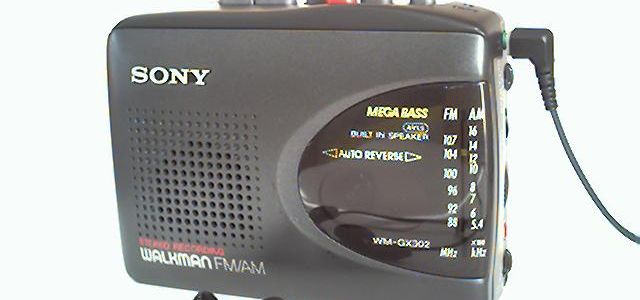 SONY
MEGA BASS
AVLS
BUILT IN SPEAKER
AUTO REVERSE
FM AM
16
107 14
104 12
10
100
96 8
7
92 6
88 5.4
WM-GX302
X100
MHz kHz
STEREO RECORDING
WALKMAN FM/AM